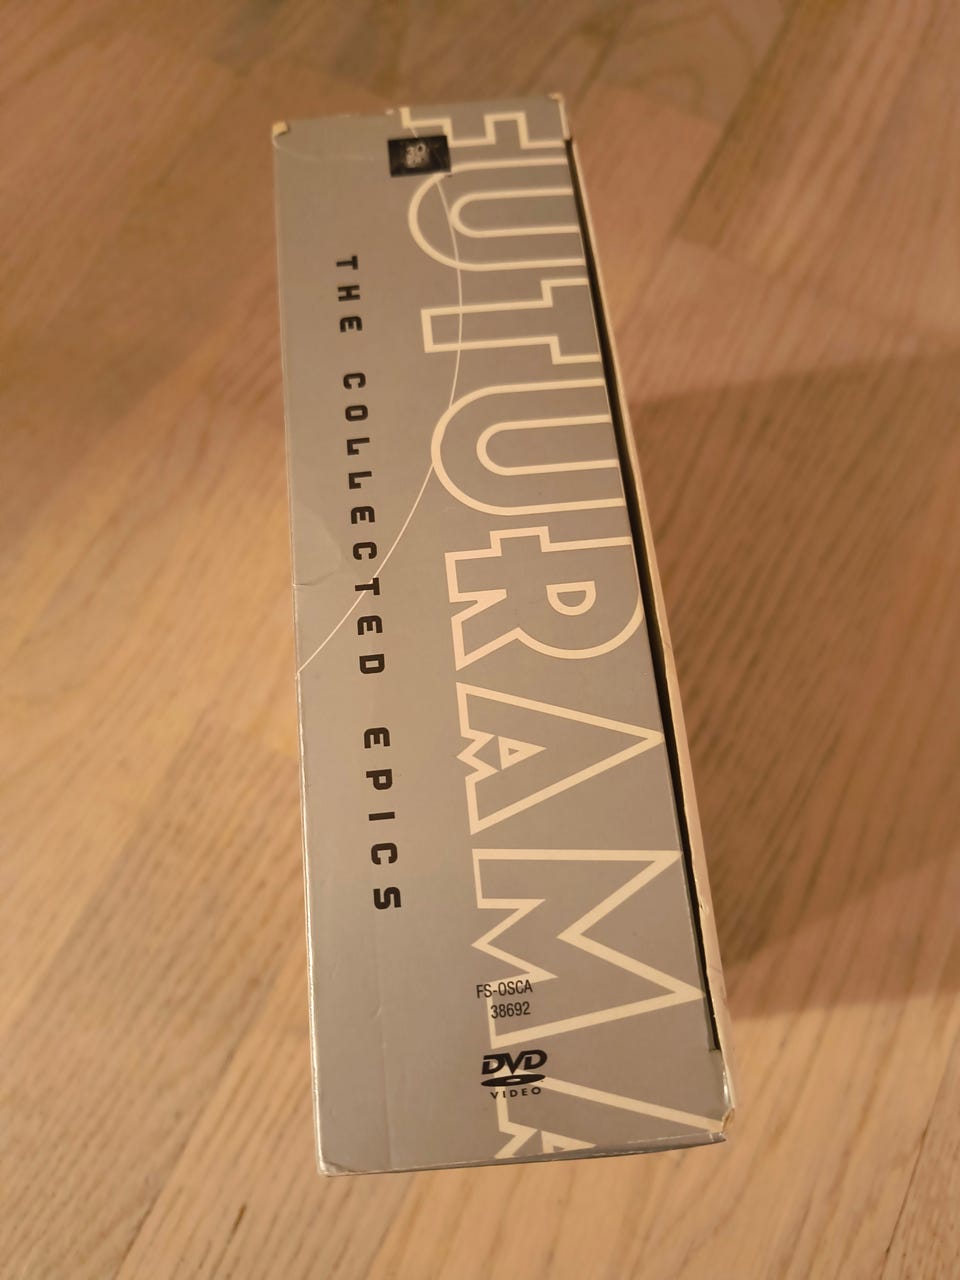 FUTURAMA
THE COLLECTED EPICS
FS-OSCA
38692
DVD
VIDEO